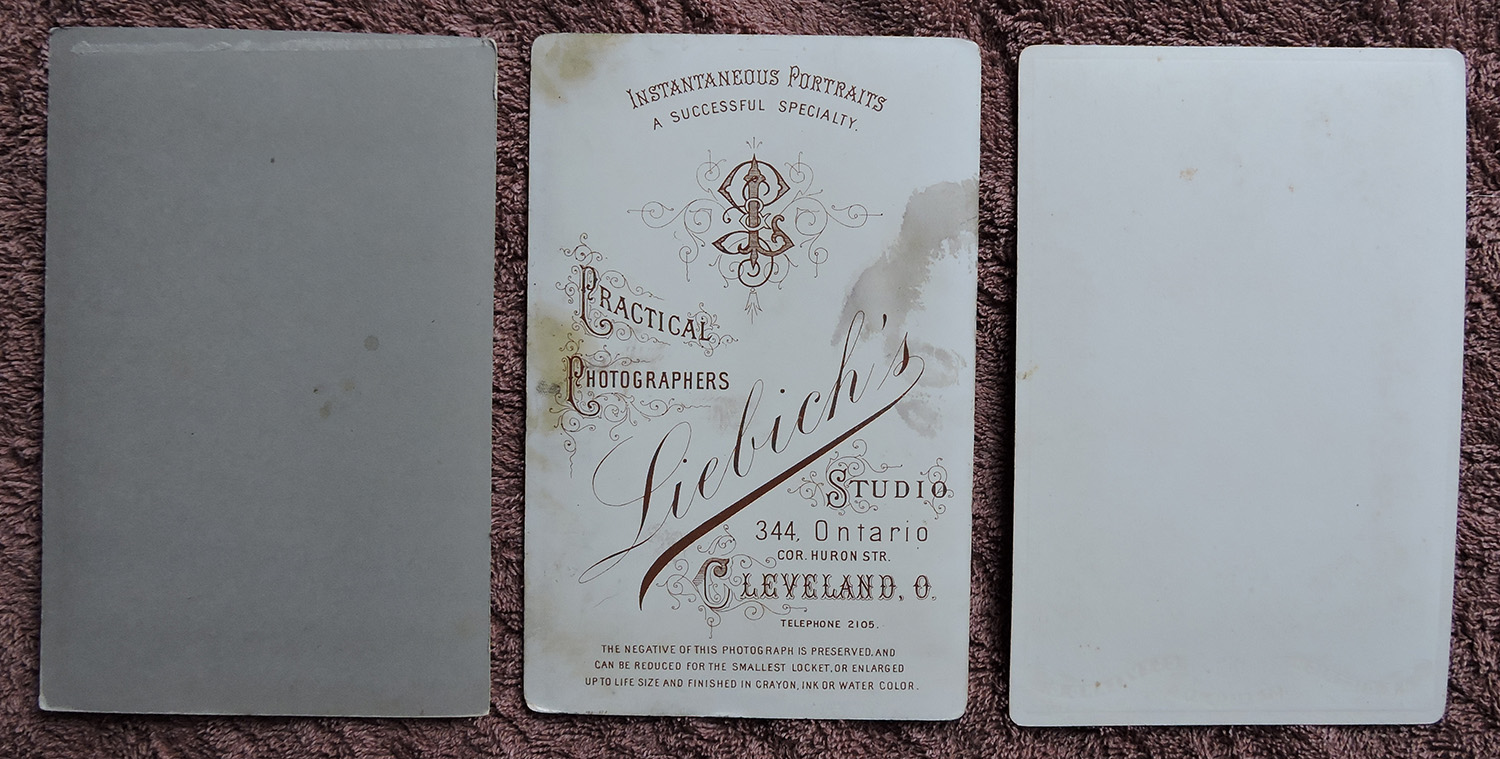 INSTANTANEOUS PORTRAITS
A SUCCESSFUL SPECIALTY.
PRACTICAL
PHOTOGRAPHERS
Liebich's
STUDIO
344, Ontario
COR. HURON STR.
CLEVELAND, O.
TELEPHONE 2105.
THE NEGATIVE OF THIS PHOTOGRAPH IS PRESERVED, AND
CAN BE REDUCED FOR THE SMALLEST LOCKET, OR ENLARGED
UP TO LIFE SIZE AND FINISHED IN CRAYON, INK OR WATER COLOR.